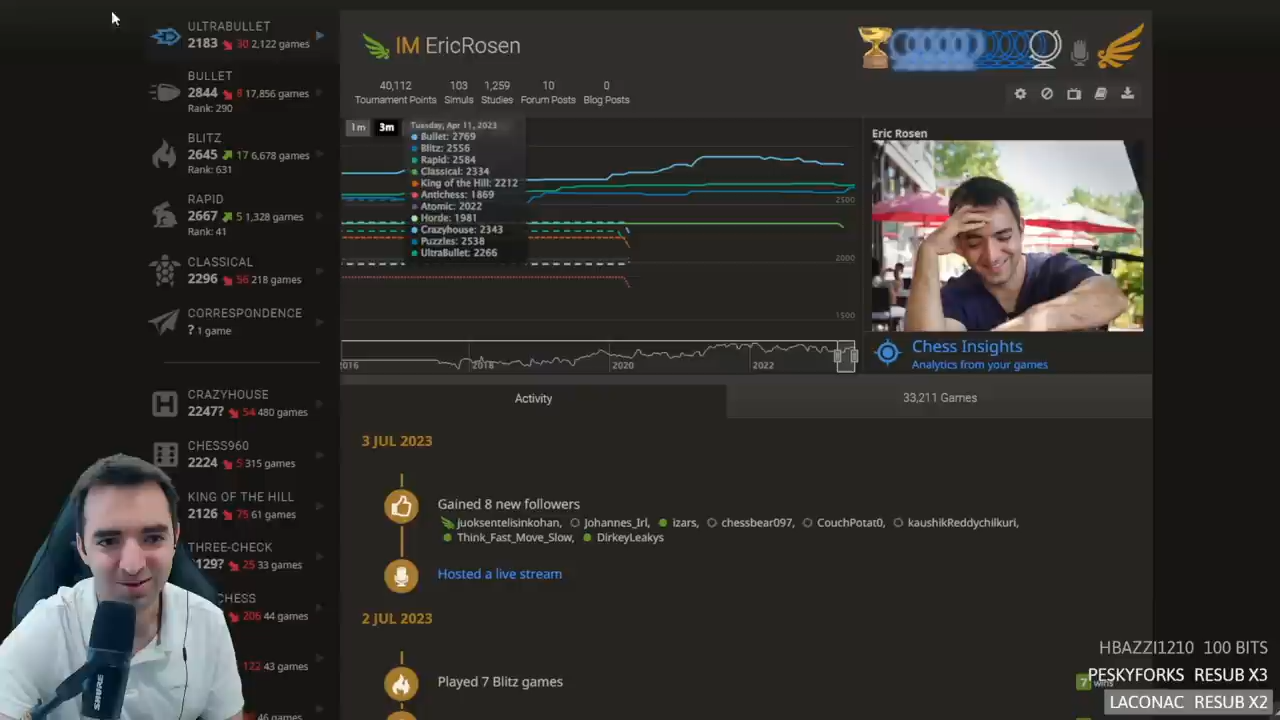 ULTRABULLET
2183 30 2,122 games
BULLET
2844 8 17,856 games
Rank: 290
BLITZ
2645 17 6,678 games
Rank: 631
RAPID
2667 5 1,328 games
Rank: 41
CLASSICAL
2296 56 218 games
CORRESPONDENCE
? 1 game
CRAZYHOUSE
2247? 54 480 games
CHESS960
2224 5 315 games
KING OF THE HILL
2126 75 61 games
THREE-CHECK
129? 25 33 games
CHESS
206 44 games
122 43 games
46 games
IM EricRosen
40,112 103 1,259 10 0
Tournament Points Simuls Studies Forum Posts Blog Posts
1m 3m
Tuesday, Apr 11, 2023
Bullet: 2769
Blitz: 2556
Rapid: 2584
Classical: 2334
King of the Hill: 2212
Antichess: 1869
Atomic: 2022
Horde: 1981
Crazyhouse: 2343
Puzzles: 2538
UltraBullet: 2266
2500
2000
1500
2016 2018 2020 2022
Eric Rosen
Chess Insights
Analytics from your games
Activity 33,211 Games
3 JUL 2023
Gained 8 new followers
juoksentelisinkohan, Johannes_Irl, izars, chessbear097, CouchPotat0, kaushikReddychilkuri,
Think_Fast_Move_Slow, DirkeyLeakys
Hosted a live stream
2 JUL 2023
Played 7 Blitz games
7 wins
HBAZZI1210 100 BITS
PESKYFORKS RESUB X3
LACONAC RESUB X2
SHURE